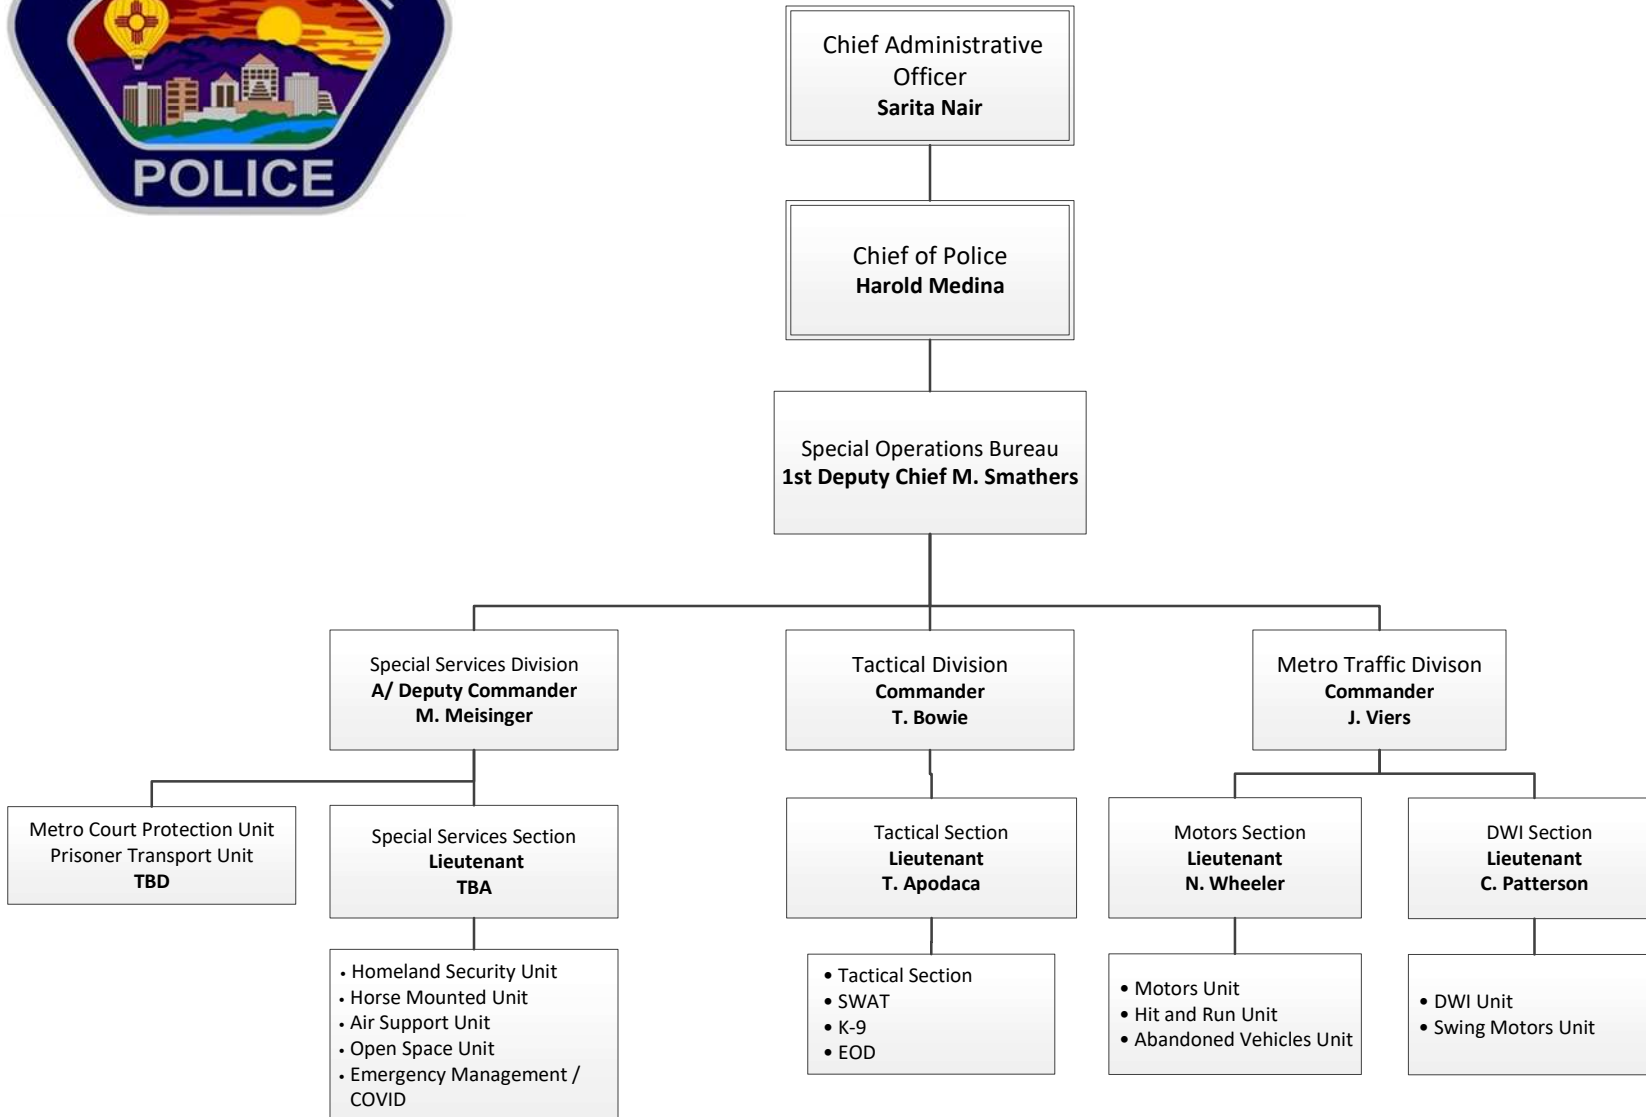 POLICE
Chief Administrative
Officer
Sarita Nair
Chief of Police
Harold Medina
Special Operations Bureau
1st Deputy Chief M. Smathers
Special Services Division
A/ Deputy Commander
M. Meisinger
Tactical Division
Commander
T. Bowie
Metro Traffic Divison
Commander
J. Viers
Metro Court Protection Unit
Prisoner Transport Unit
TBD
Special Services Section
Lieutenant
TBA
Tactical Section
Lieutenant
T. Apodaca
Motors Section
Lieutenant
N. Wheeler
DWI Section
Lieutenant
C. Patterson
• Homeland Security Unit
• Horse Mounted Unit
• Air Support Unit
• Open Space Unit
• Emergency Management /
COVID
• Tactical Section
• SWAT
• K-9
• EOD
• Motors Unit
• Hit and Run Unit
• Abandoned Vehicles Unit
• DWI Unit
• Swing Motors Unit